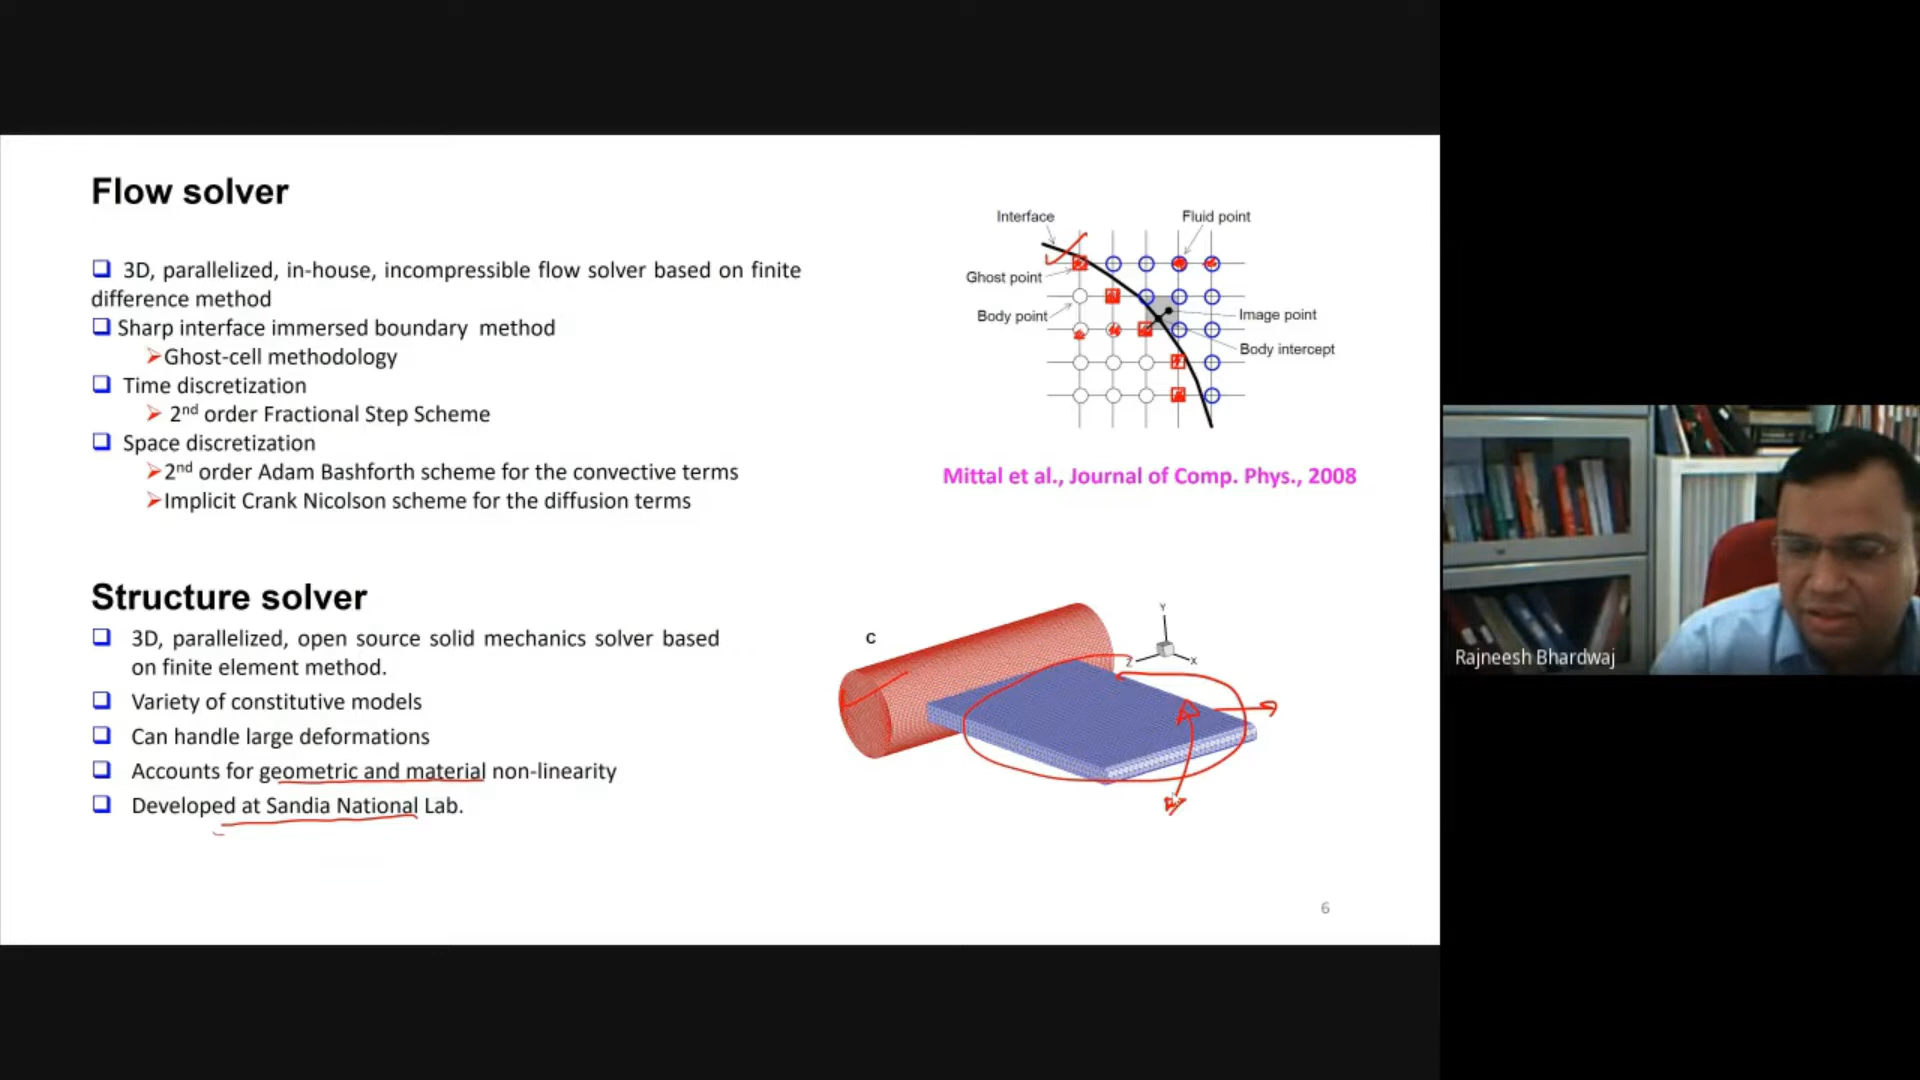 Flow solver
3D, parallelized, in-house, incompressible flow solver based on finite
difference method
Sharp interface immersed boundary method
Ghost-cell methodology
Time discretization
2nd order Fractional Step Scheme
Space discretization
2nd order Adam Bashforth scheme for the convective terms
Implicit Crank Nicolson scheme for the diffusion terms
Interface
Fluid point
Ghost point
Body point
Image point
Body intercept
Mittal et al., Journal of Comp. Phys., 2008
Structure solver
3D, parallelized, open source solid mechanics solver based
on finite element method.
Variety of constitutive models
Can handle large deformations
Accounts for geometric and material non-linearity
Developed at Sandia National Lab.
C
Y
Z
X
6
Rajneesh Bhardwaj